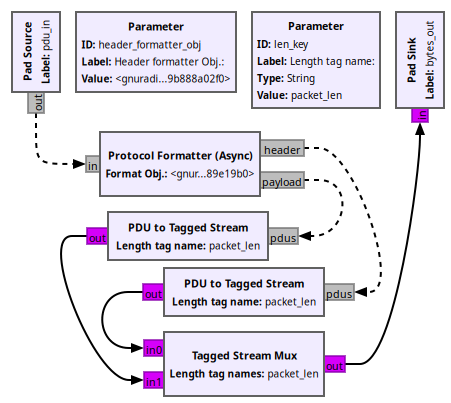 Pad Source
Label: pdu_in
out
Parameter
ID: header_formatter_obj
Label: Header formatter Obj.:
Value: <gnuradi...9b888a02f0>
Parameter
ID: len_key
Label: Length tag name:
Type: String
Value: packet_len
Pad Sink
Label: bytes_out
in
in
Protocol Formatter (Async)
Format Obj.: <gnur...89e19b0>
header
payload
out
PDU to Tagged Stream
Length tag name: packet_len
pdus
out
PDU to Tagged Stream
Length tag name: packet_len
pdus
in0
in1
Tagged Stream Mux
Length tag names: packet_len
out